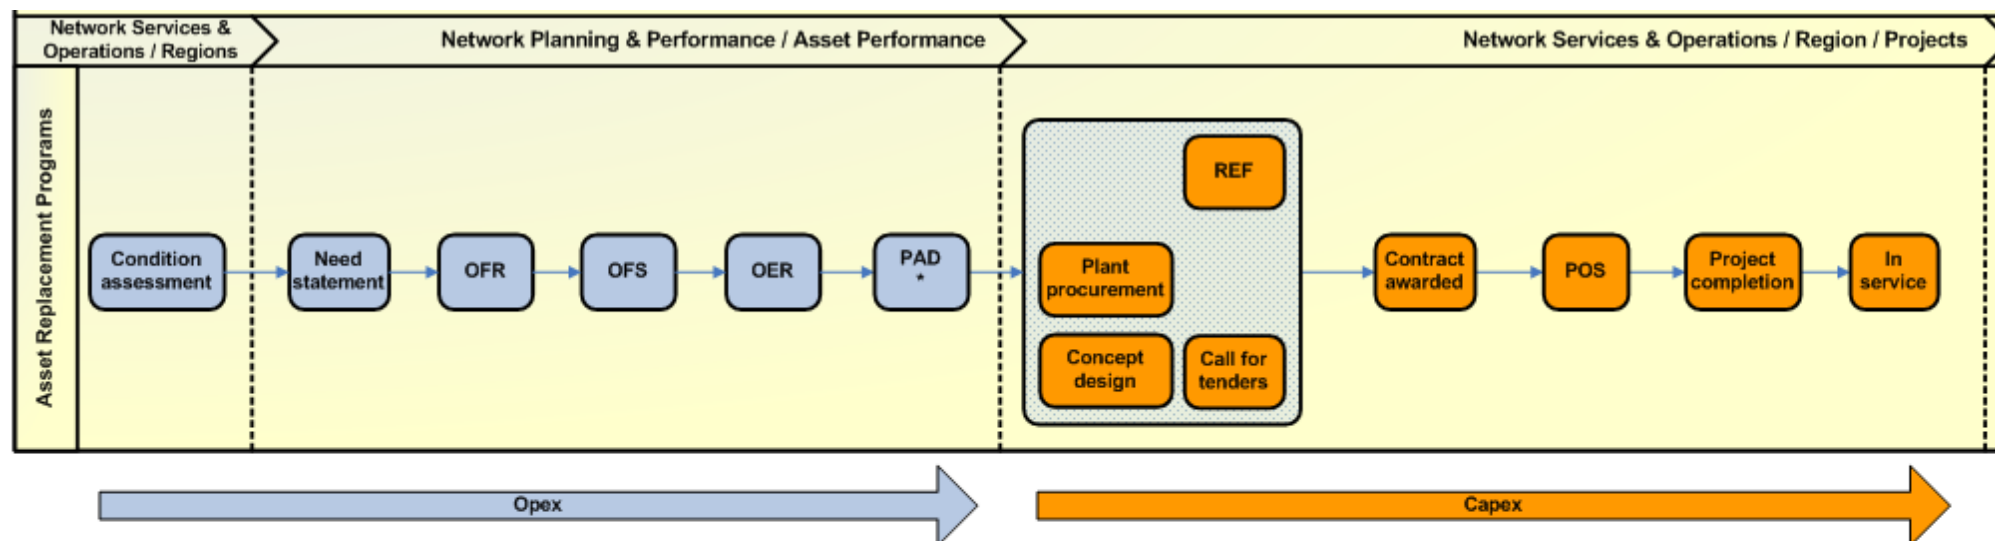 Network Services &
Operations / Regions
Network Planning & Performance / Asset Performance
Network Services & Operations / Region / Projects
Asset Replacement Programs
Condition
assessment
Need
statement
OFR
OFS
OER
PAD
*
REF
Plant
procurement
Concept
design
Call for
tenders
Contract
awarded
POS
Project
completion
In
service
Opex
Capex